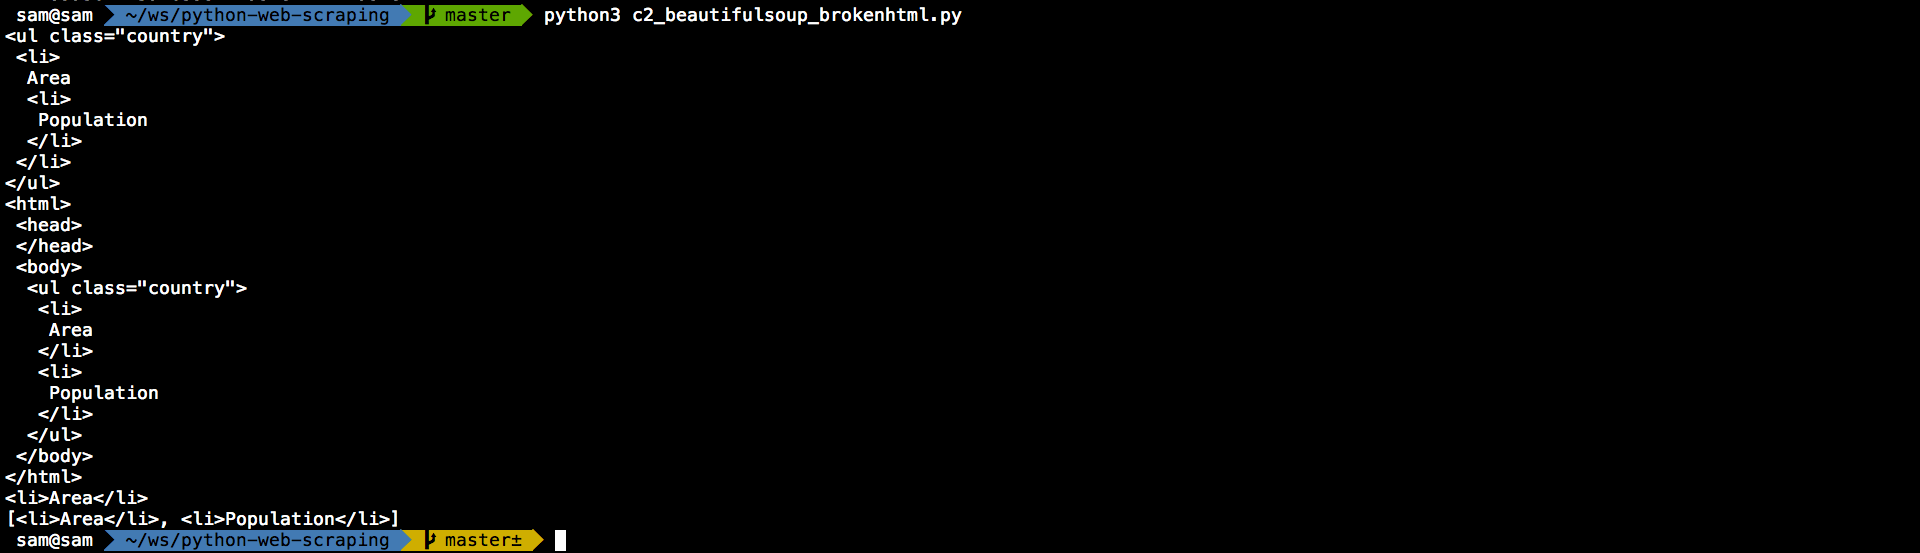 sam@sam ~/ws/python-web-scraping master python3 c2_beautifulsoup_brokenhtml.py
<ul class="country">
 <li>
  Area
  <li>
   Population
  </li>
 </li>
</ul>
<html>
 <head>
 </head>
 <body>
  <ul class="country">
   <li>
    Area
   </li>
   <li>
    Population
   </li>
  </ul>
 </body>
</html>
<li>Area</li>
[<li>Area</li>, <li>Population</li>]
sam@sam ~/ws/python-web-scraping master±